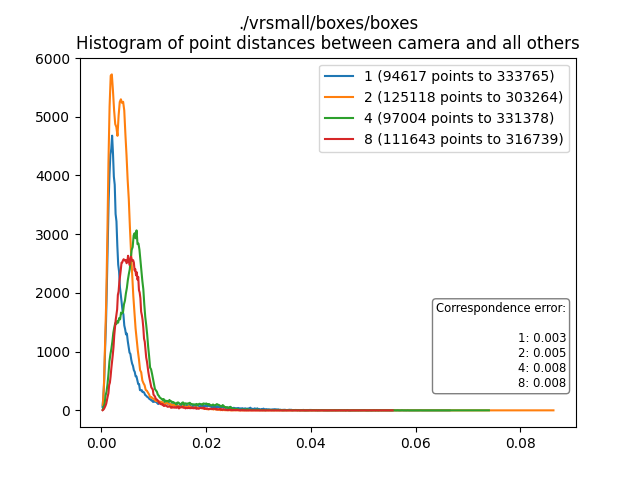 ./vrsmall/boxes/boxes
Histogram of point distances between camera and all others
6000
5000
4000
3000
2000
1000
0
0.00 0.02 0.04 0.06 0.08
1 (94617 points to 333765)
2 (125118 points to 303264)
4 (97004 points to 331378)
8 (111643 points to 316739)
Correspondence error:
1: 0.003
2: 0.005
4: 0.008
8: 0.008